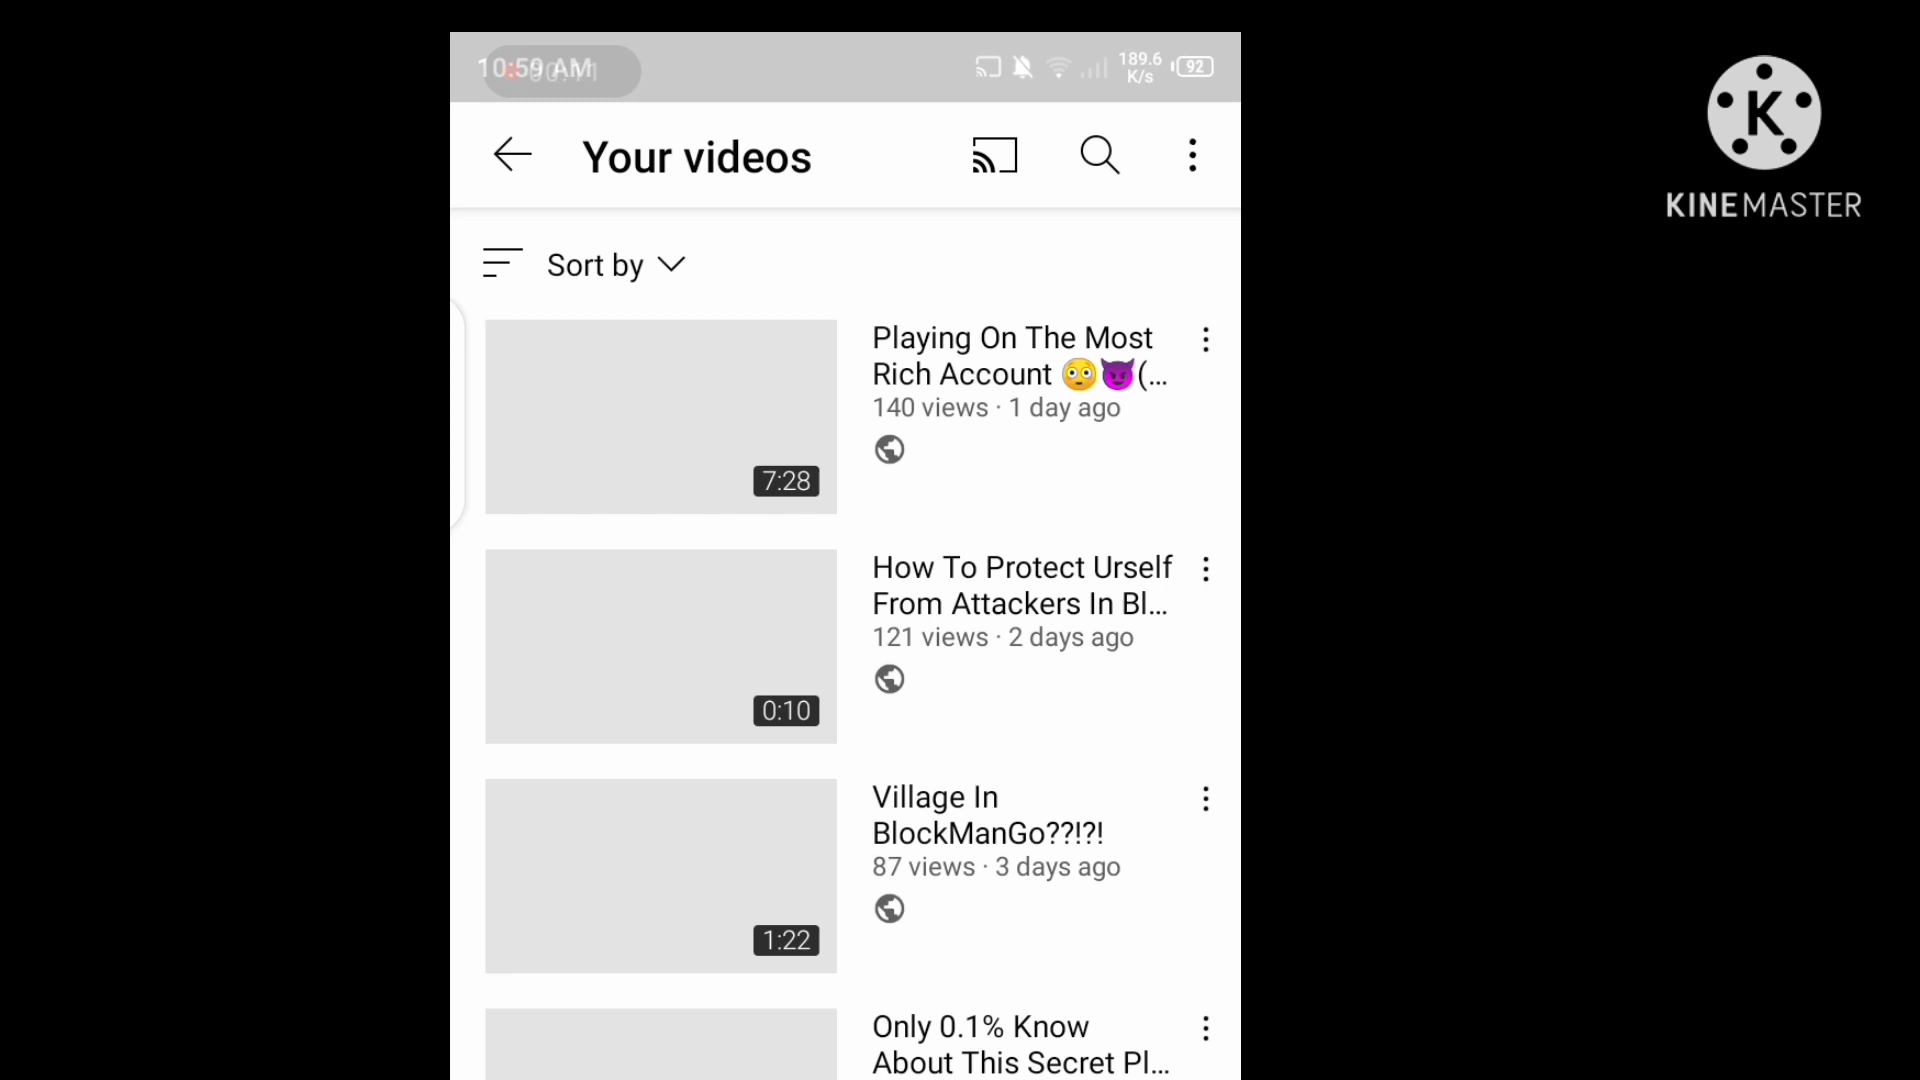 10:59 AM
189.6
K/s
92
Your videos
K
KINEMASTER
Sort by
Playing On The Most
Rich Account 😳😈(...
140 views · 1 day ago
7:28
How To Protect Urself
From Attackers In Bl...
121 views · 2 days ago
0:10
Village In
BlockManGo??!?!
87 views · 3 days ago
1:22
Only 0.1% Know
About This Secret Pl...